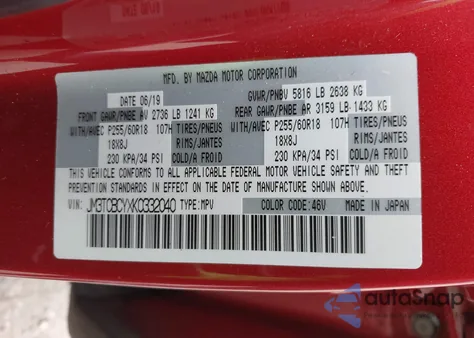 MFD. BY MAZDA MOTOR CORPORATION
DATE 06/19 GVWR/PNBV 5816 LB 2638 KG
FRONT GAWR/PNBE AV 2736 LB 1241 KG REAR GAWR/PNBE AR 3159 LB 1433 KG
WITH/AVEC P255/60R18 107H TIRES/PNEUS WITH/AVEC P255/60R18 107H TIRES/PNEUS
18X8J RIMS/JANTES 18X8J RIMS/JANTES
230 KPA/34 PSI COLD/A FROID 230 KPA/34 PSI COLD/A FROID
THIS VEHICLE CONFORMS TO ALL APPLICABLE FEDERAL MOTOR VEHICLE SAFETY AND
THEFT PREVENTION STANDARDS IN EFFECT ON THE DATE OF MANUFACTURE SHOWN ABOVE.
VIN: JM3TCBCYXK0332040 TYPE:MPV
COLOR CODE:46V MADE IN JAPAN
autoSnap